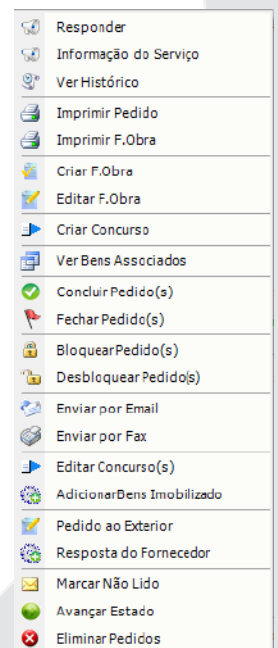 Responder
Informação do Serviço
Ver Histórico
Imprimir Pedido
Imprimir F.Obra
Criar F.Obra
Editar F.Obra
Criar Concurso
Ver Bens Associados
Concluir Pedido(s)
Fechar Pedido(s)
Bloquear Pedido(s)
Desbloquear Pedido(s)
Enviar por Email
Enviar por Fax
Editar Concurso(s)
Adicionar Bens Imobilizado
Pedido ao Exterior
Resposta do Fornecedor
Marcar Não Lido
Avançar Estado
Eliminar Pedidos